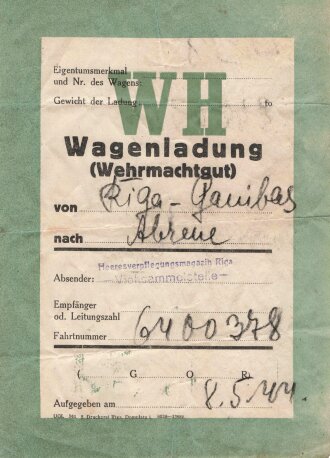 WH
Eigentumsmerkmal
und Nr. des Wagens:
Gewicht der Ladung to
Wagenladung
(Wehrmachtgut)
von Riga - Ganibas
nach Abrene
Heeresverpflegungsmagazin Riga
Absender:
Empfänger
od. Leitungszahl
Fahrtnummer 6400378
( G O R)
Aufgegeben am 8.5.44.